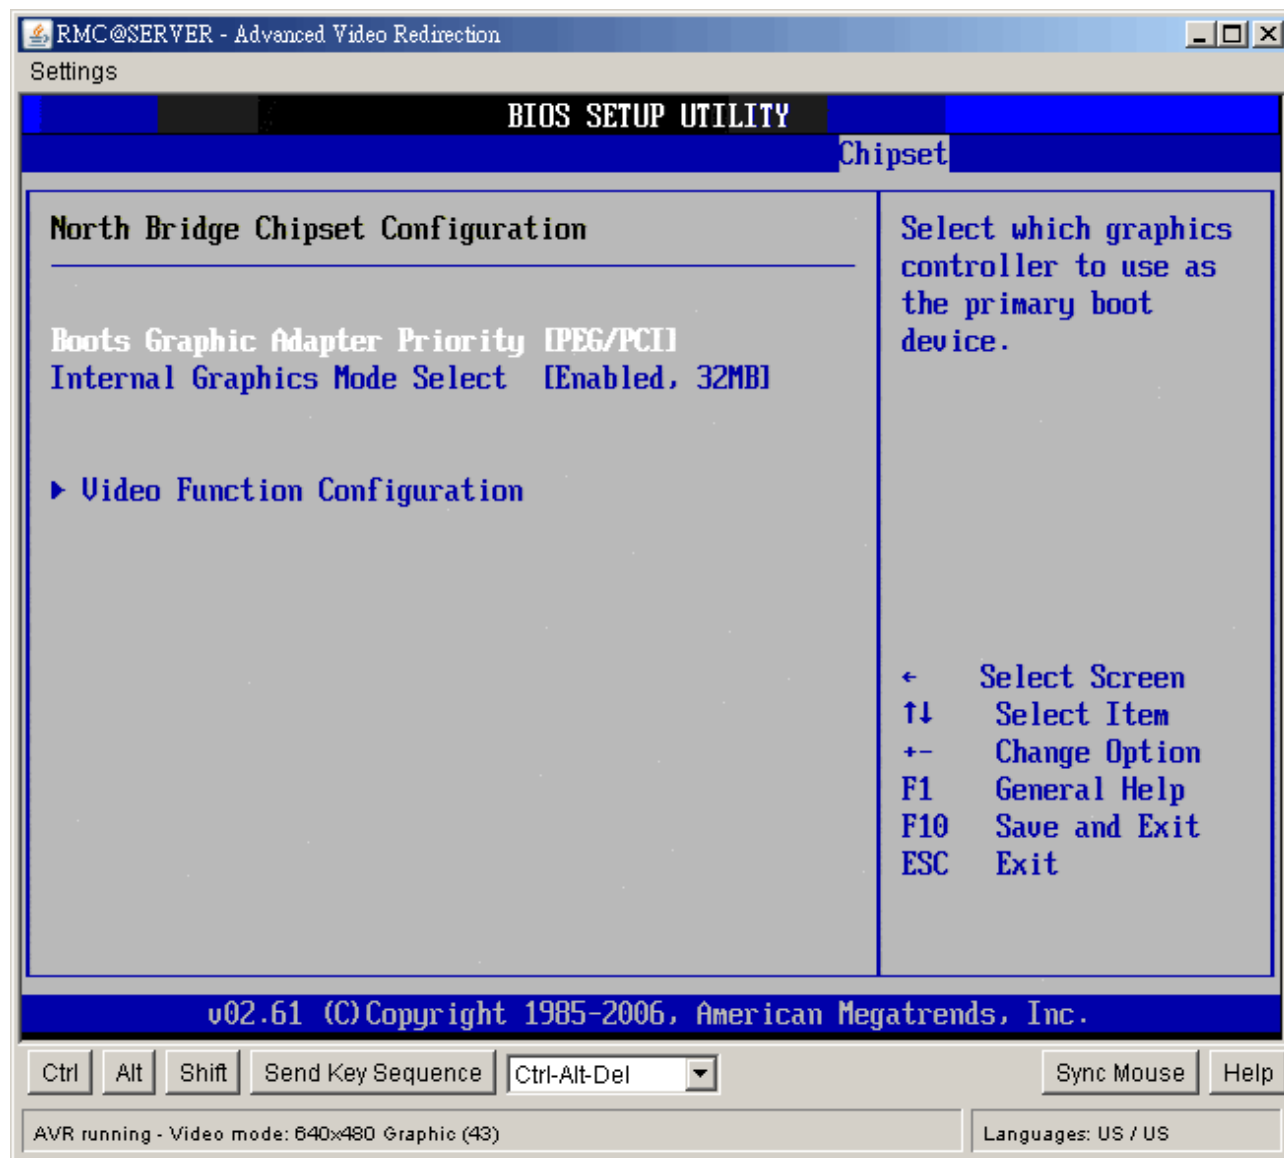 RMC@SERVER - Advanced Video Redirection
Settings
BIOS SETUP UTILITY
Chipset
North Bridge Chipset Configuration
Boots Graphic Adapter Priority [PEG/PCI]
Internal Graphics Mode Select [Enabled, 32MB]
▶ Video Function Configuration
Select which graphics
controller to use as
the primary boot
device.
← Select Screen
↑↓ Select Item
+- Change Option
F1 General Help
F10 Save and Exit
ESC Exit
v02.61 (C)Copyright 1985-2006, American Megatrends, Inc.
Ctrl Alt Shift Send Key Sequence Ctrl-Alt-Del Sync Mouse Help
AVR running - Video mode: 640x480 Graphic (43) Languages: US / US